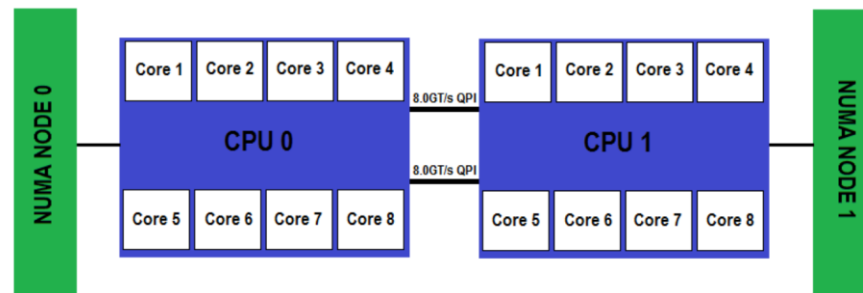 NUMA NODE 0
Core 1 Core 2 Core 3 Core 4
CPU 0
Core 5 Core 6 Core 7 Core 8
8.0GT/s QPI
8.0GT/s QPI
Core 1 Core 2 Core 3 Core 4
CPU 1
Core 5 Core 6 Core 7 Core 8
NUMA NODE 1